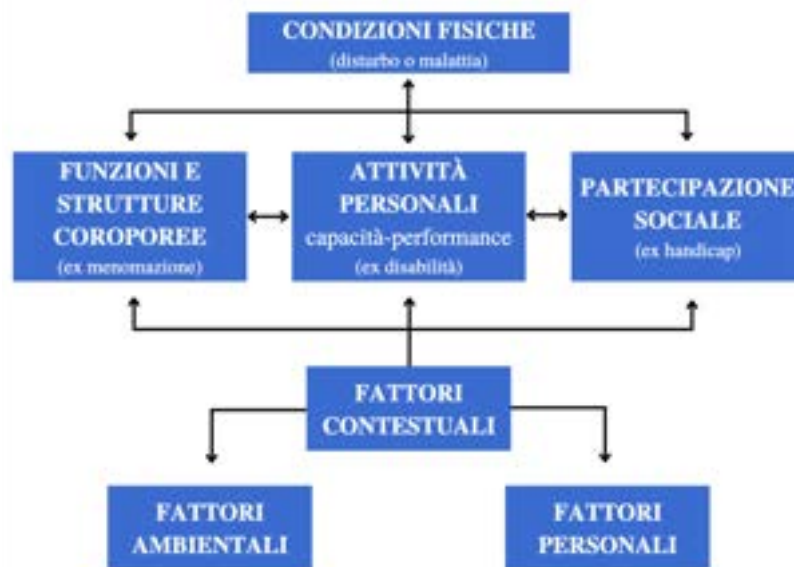 CONDIZIONI FISICHE
(disturbo o malattia)
FUNZIONI E
STRUTTURE
COROPOREE
(ex menomazione)
ATTIVITÀ
PERSONALI
capacità-performance
(ex disabilità)
PARTECIPAZIONE
SOCIALE
(ex handicap)
FATTORI
CONTESTUALI
FATTORI
AMBIENTALI
FATTORI
PERSONALI